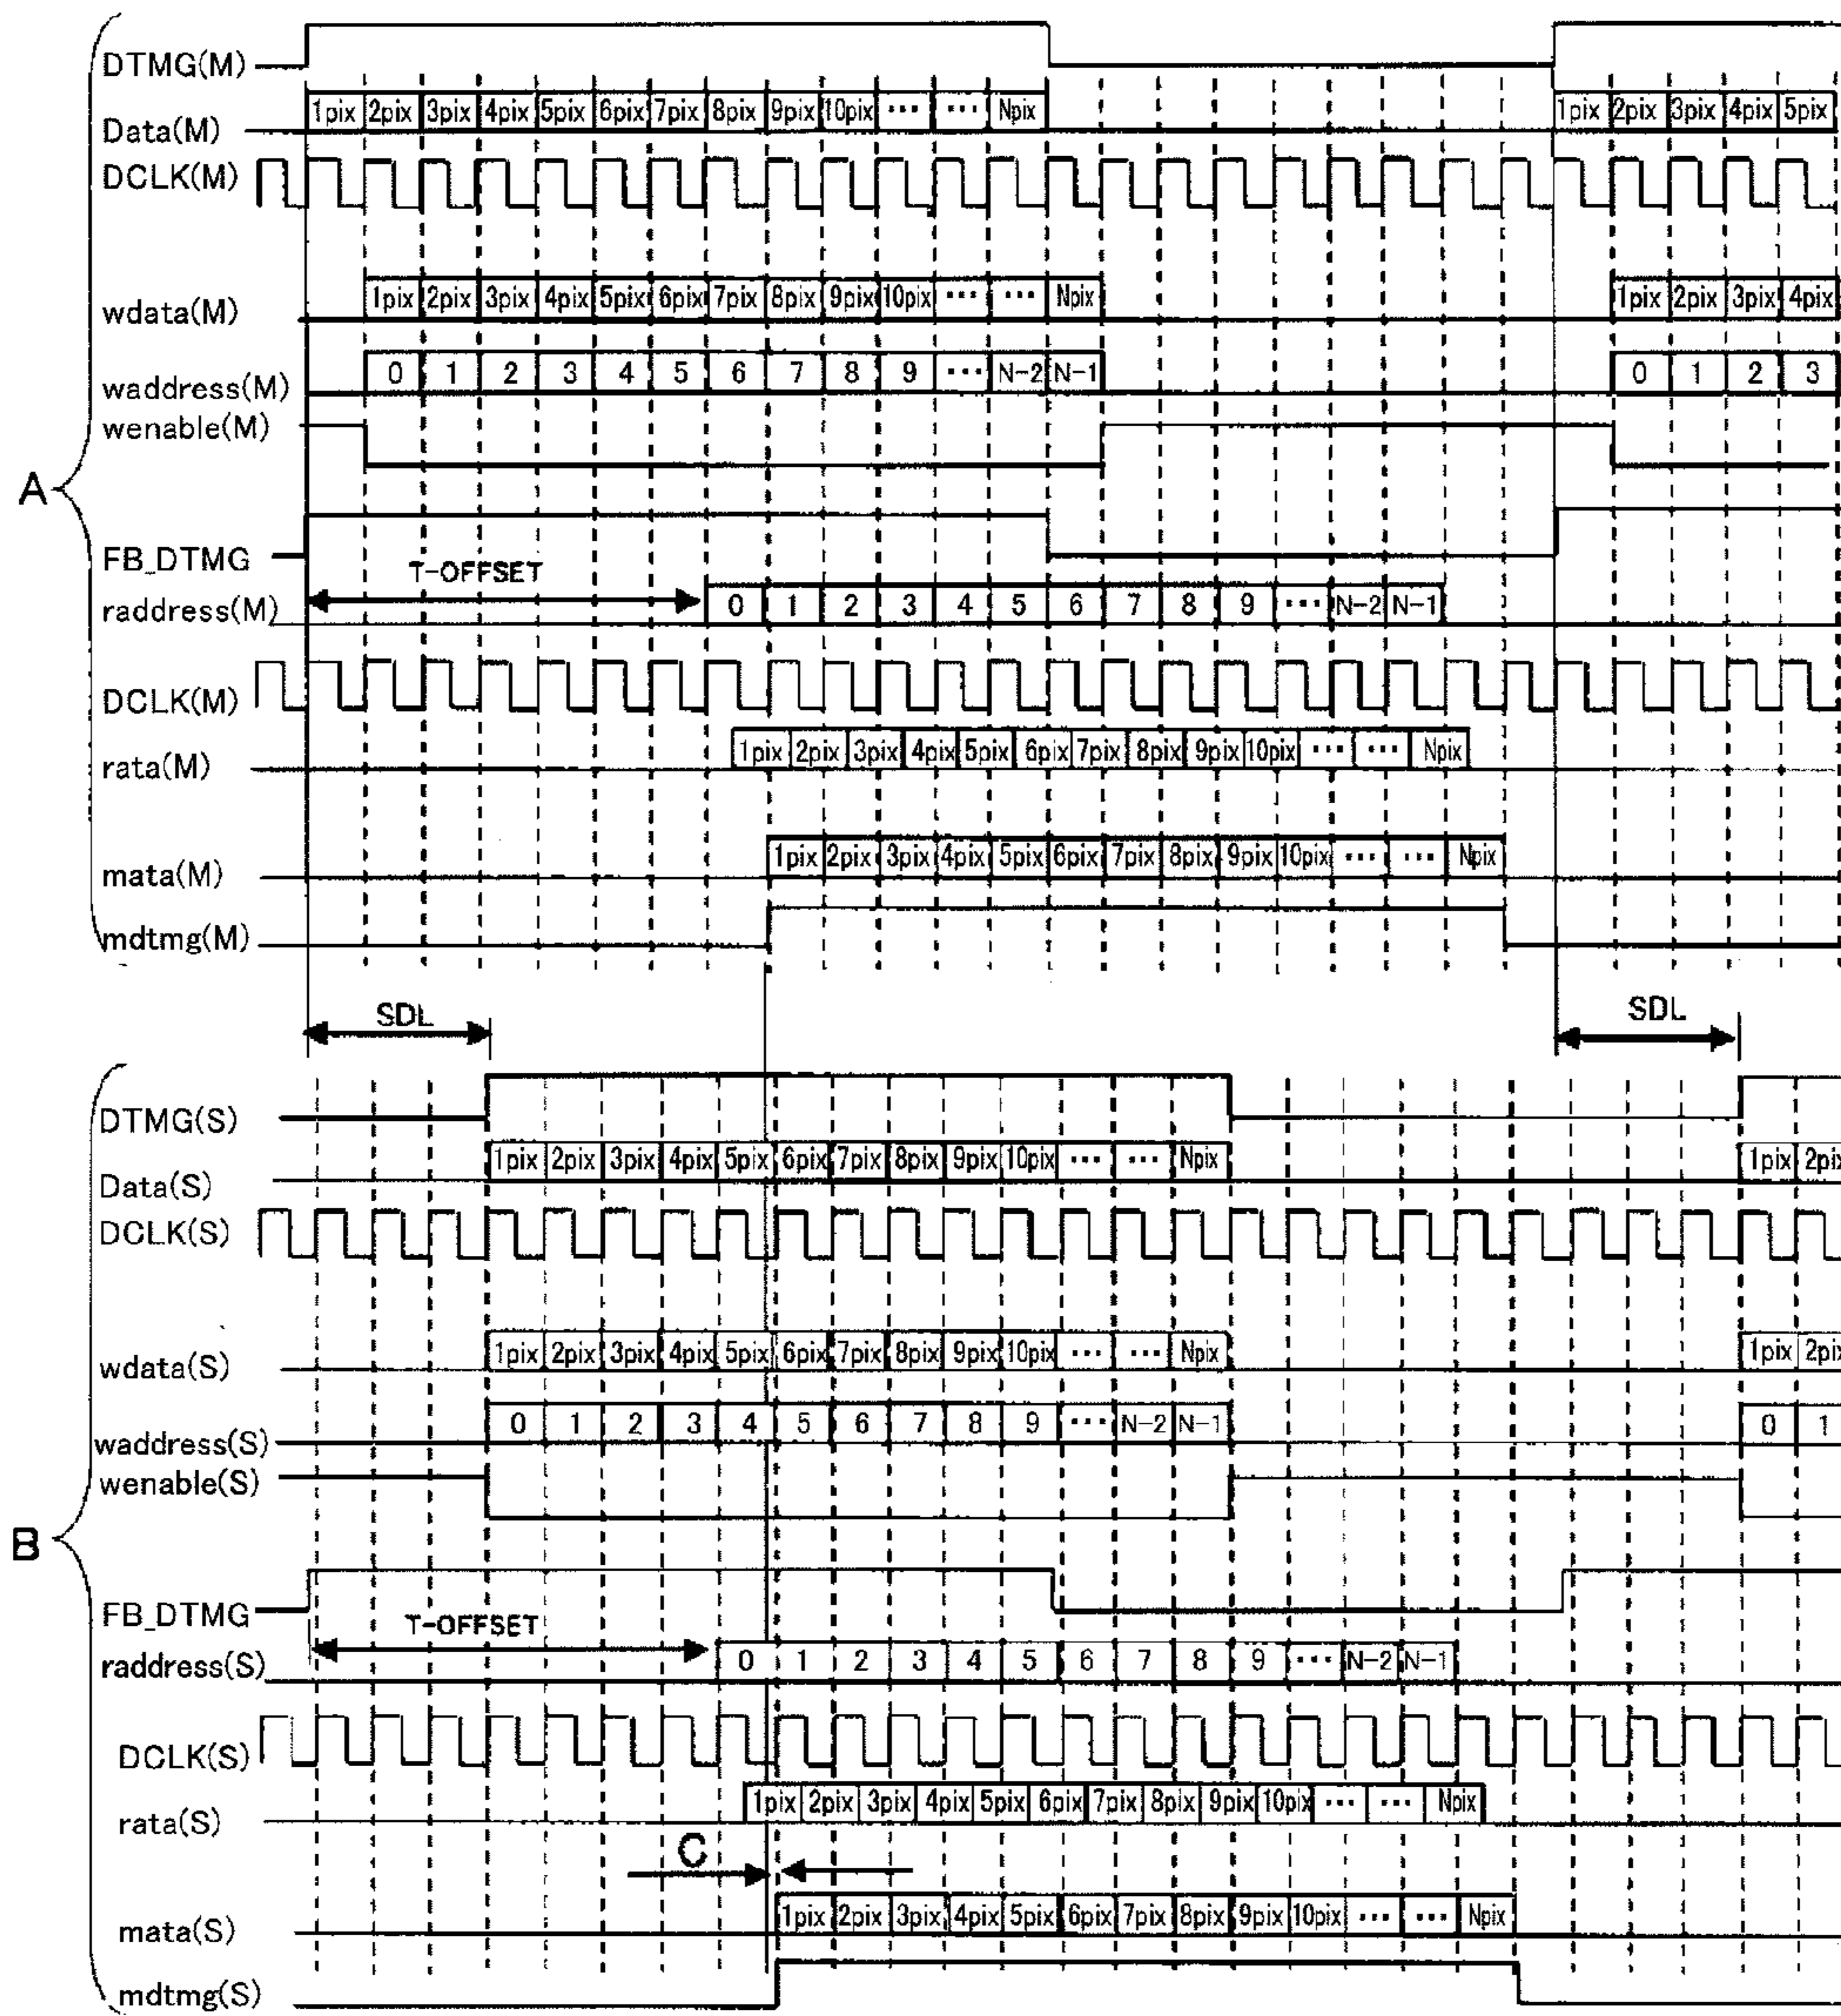 DTMG(M)
Data(M) 1pix 2pix 3pix 4pix 5pix 6pix 7pix 8pix 9pix 10pix ... ... Npix 1pix 2pix 3pix 4pix 5pix
DCLK(M)
wdata(M) 1pix 2pix 3pix 4pix 5pix 6pix 7pix 8pix 9pix 10pix ... ... Npix 1pix 2pix 3pix 4pix
waddress(M) 0 1 2 3 4 5 6 7 8 9 ... N-2 N-1 0 1 2 3
wenable(M)
A
FB_DTMG
T-OFFSET
raddress(M) 0 1 2 3 4 5 6 7 8 9 ... N-2 N-1
DCLK(M)
rata(M) 1pix 2pix 3pix 4pix 5pix 6pix 7pix 8pix 9pix 10pix ... ... Npix
mata(M) 1pix 2pix 3pix 4pix 5pix 6pix 7pix 8pix 9pix 10pix ... ... Npix
mdtmg(M)
SDL SDL
DTMG(S)
Data(S) 1pix 2pix 3pix 4pix 5pix 6pix 7pix 8pix 9pix 10pix ... ... Npix 1pix 2pix
DCLK(S)
wdata(S) 1pix 2pix 3pix 4pix 5pix 6pix 7pix 8pix 9pix 10pix ... ... Npix 1pix 2pix
waddress(S) 0 1 2 3 4 5 6 7 8 9 ... N-2 N-1 0 1
wenable(S)
B
FB_DTMG
T-OFFSET
raddress(S) 0 1 2 3 4 5 6 7 8 9 ... N-2 N-1
DCLK(S)
rata(S) 1pix 2pix 3pix 4pix 5pix 6pix 7pix 8pix 9pix 10pix ... ... Npix
C
mata(S) 1pix 2pix 3pix 4pix 5pix 6pix 7pix 8pix 9pix 10pix ... ... Npix
mdtmg(S)